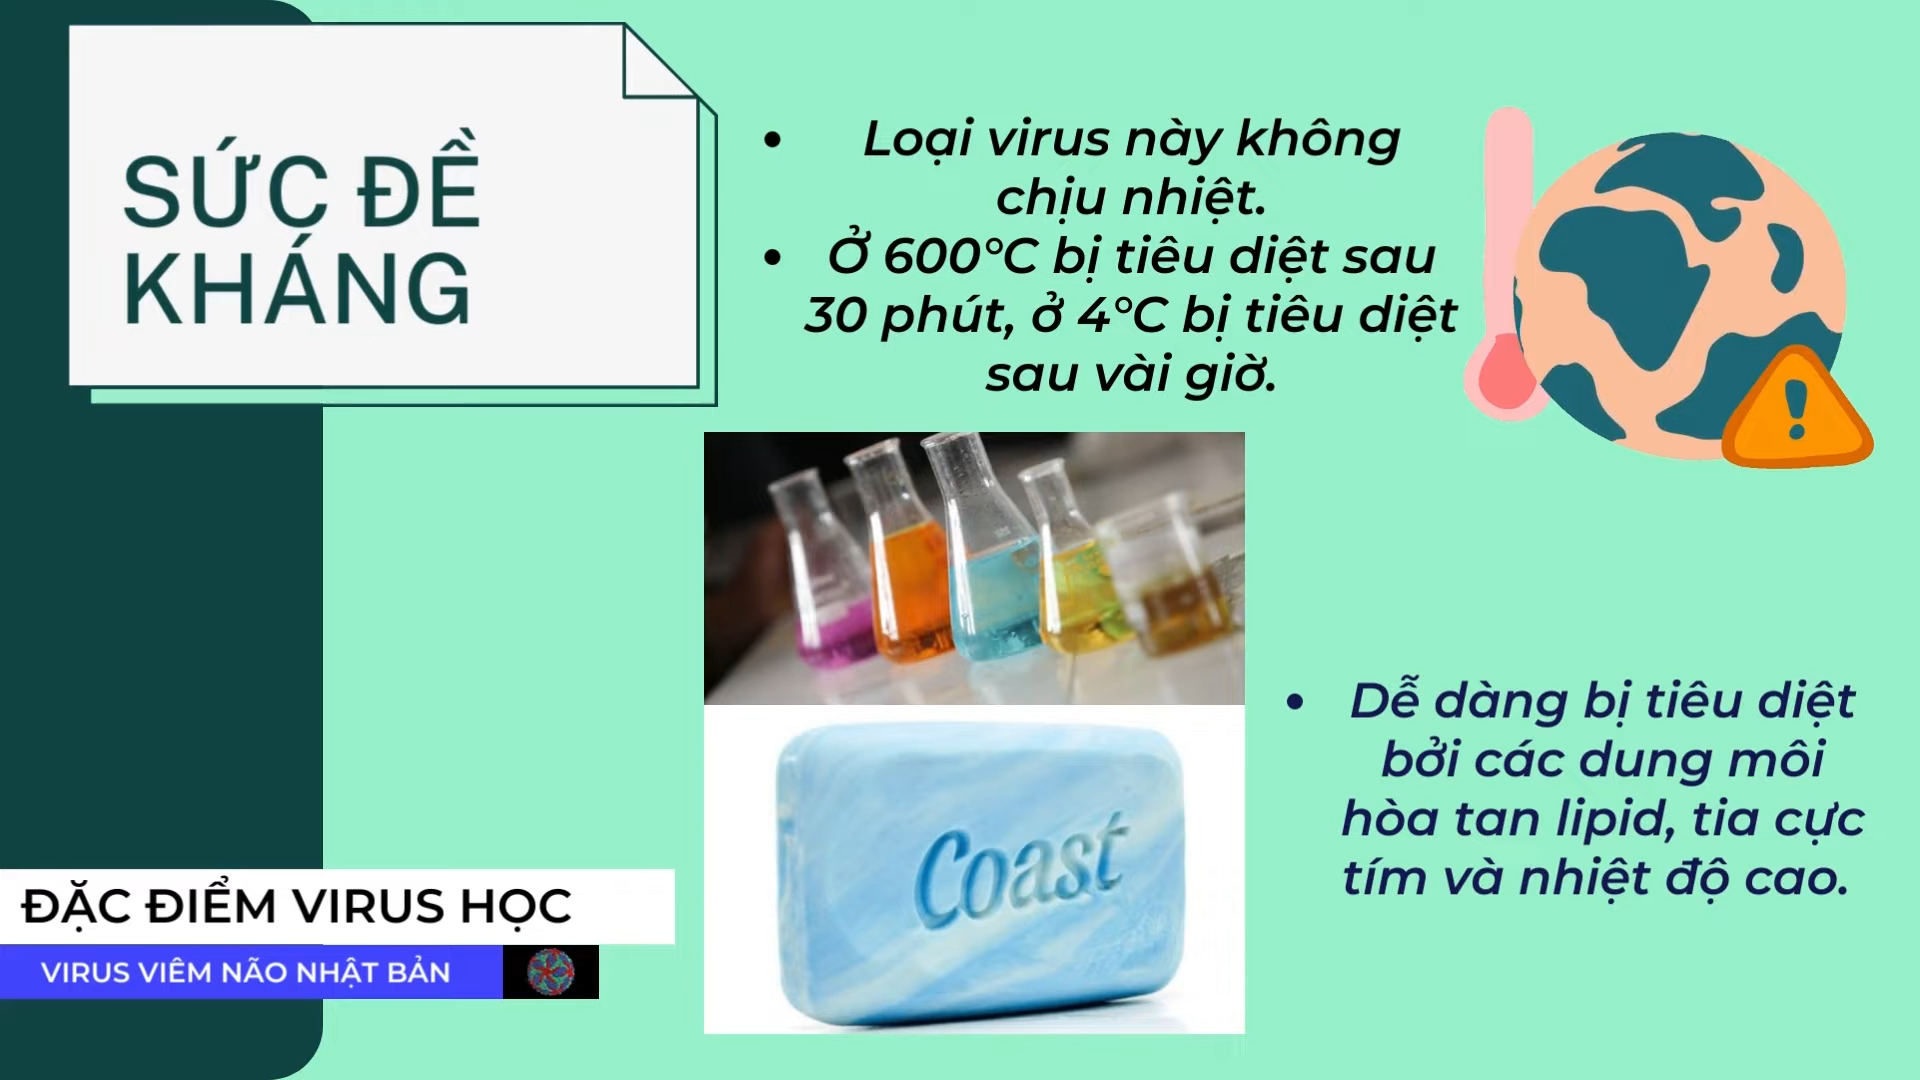 SỨC ĐỀ
KHÁNG
• Loại virus này không
chịu nhiệt.
• Ở 600°C bị tiêu diệt sau
30 phút, ở 4°C bị tiêu diệt
sau vài giờ.
Coast
• Dễ dàng bị tiêu diệt
bởi các dung môi
hòa tan lipid, tia cực
tím và nhiệt độ cao.
ĐẶC ĐIỂM VIRUS HỌC
VIRUS VIÊM NÃO NHẬT BẢN